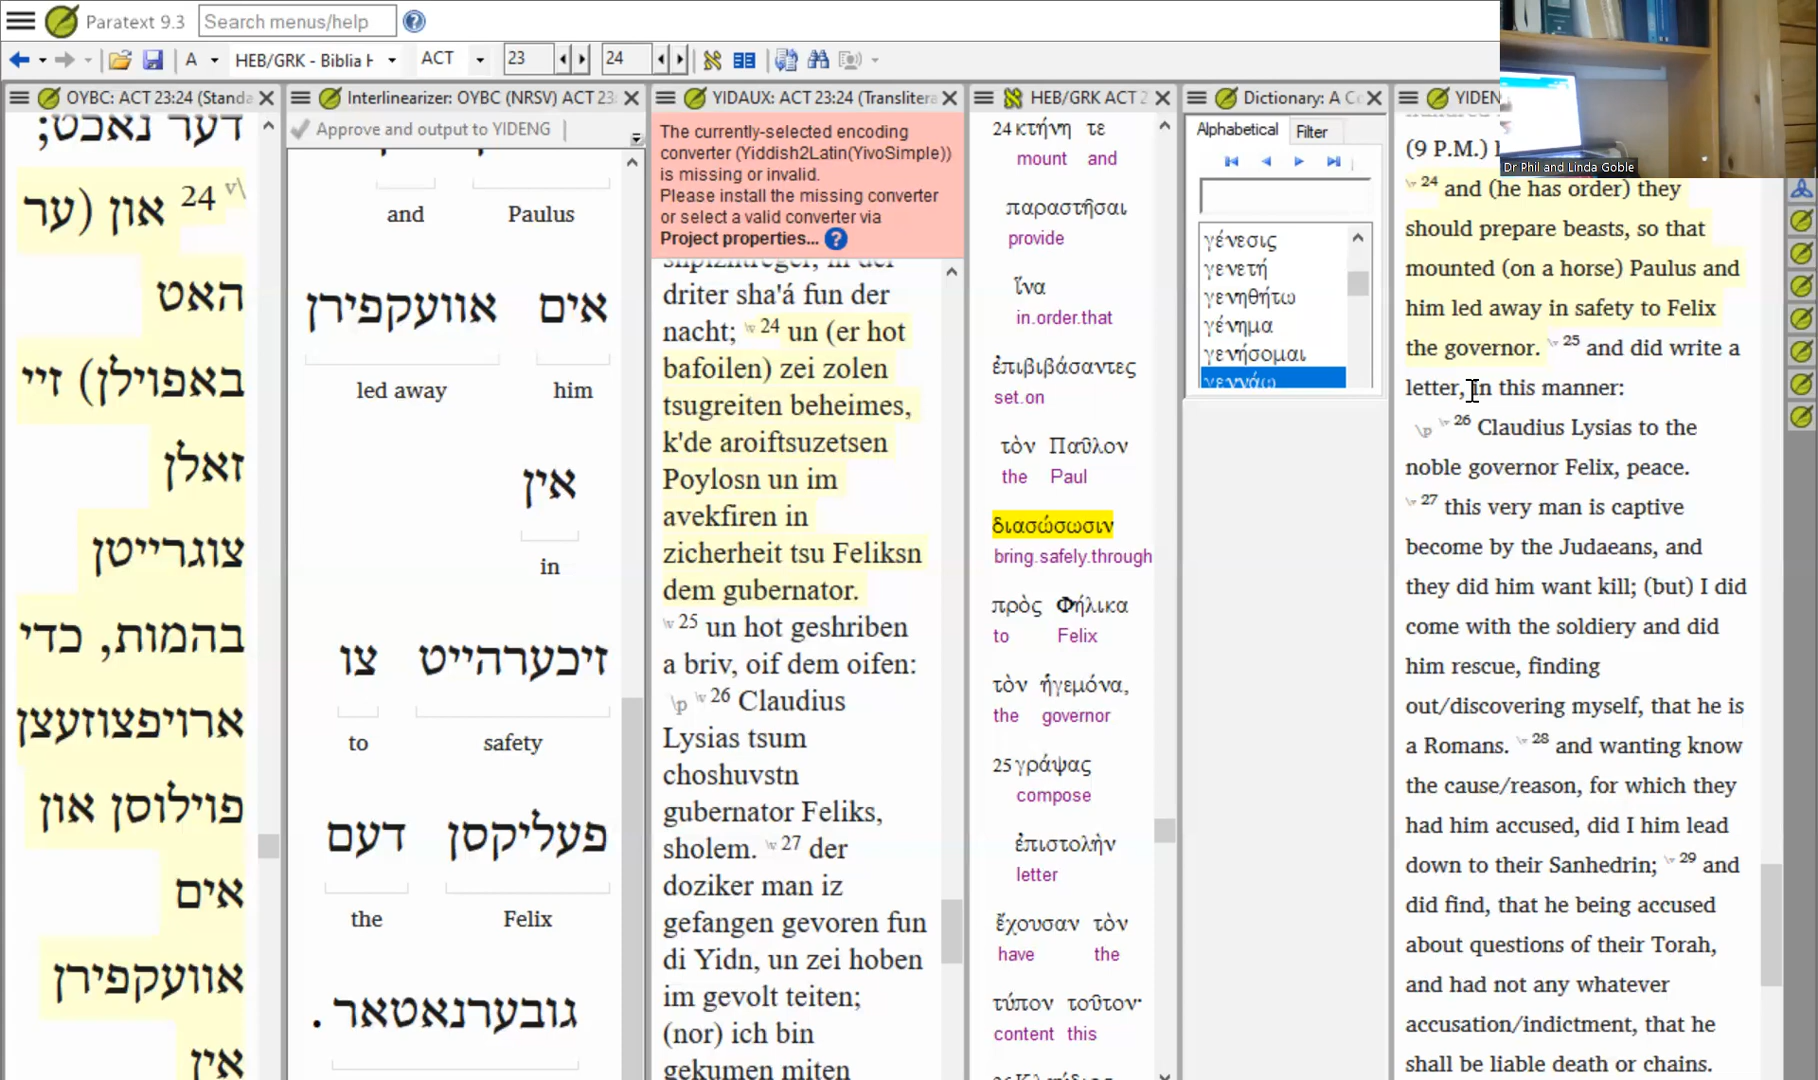 Paratext 9.3
Search menus/help
A
HEB/GRK - Biblia H
ACT
23
24
OYBC: ACT 23:24 (Standa
Interlinearizer: OYBC (NRSV) ACT 23:
YIDAUX: ACT 23:24 (Translitera
HEB/GRK ACT 2
Dictionary: A Co
YIDEN
Dr Phil and Linda Goble
דער נאכט;
\v 24 און (ער
האט
באפוילן) זיי
זאלן
צוגרייטן
בהמות, כדי
ארויפצוזעצן
פוילוסן און
אים
אוועקפירן
אין
Approve and output to YIDENG
and Paulus
אים אוועקפירן
led away him
אין
in
זיכערהייט צו
to safety
פעליקסן דעם
the Felix
גובערנאטאר.
The currently-selected encoding
converter (Yiddish2Latin(YivoSimple))
is missing or invalid.
Please install the missing converter
or select a valid converter via
Project properties...
shpizntreger, in der
driter sha'á fun der
nacht; \v 24 un (er hot
bafoilen) zei zolen
tsugreiten beheimes,
k'de aroiftsuzetsen
Poylosn un im
avekfiren in
zicherheit tsu Feliksn
dem gubernator.
\v 25 un hot geshriben
a briv, oif dem oifen:
\p \v 26 Claudius
Lysias tsum
choshuvstn
gubernator Feliks,
sholem. \v 27 der
doziker man iz
gefangen gevoren fun
di Yidn, un zei hoben
im gevolt teiten;
(nor) ich bin
gekumen miten
24 κτήνη τε
mount and
παραστῆσαι
provide
ἵνα
in.order.that
ἐπιβιβάσαντες
set.on
τὸν Παῦλον
the Paul
διασώσωσιν
bring.safely.through
πρὸς Φήλικα
to Felix
τὸν ἡγεμόνα,
the governor
25 γράψας
compose
ἐπιστολὴν
letter
ἔχουσαν τὸν
have the
τύπον τοῦτον·
content this
Alphabetical
Filter
γένεσις
γενετή
γενηθήτω
γένημα
γενήσομαι
γεννάω
(9 P.M.)
\v 24 and (he has order) they
should prepare beasts, so that
mounted (on a horse) Paulus and
him led away in safety to Felix
the governor. \v 25 and did write a
letter, in this manner:
\p \v 26 Claudius Lysias to the
noble governor Felix, peace.
\v 27 this very man is captive
become by the Judaeans, and
they did him want kill; (but) I did
come with the soldiery and did
him rescue, finding
out/discovering myself, that he is
a Romans. \v 28 and wanting know
the cause/reason, for which they
had him accused, did I him lead
down to their Sanhedrin; \v 29 and
did find, that he being accused
about questions of their Torah,
and had not any whatever
accusation/indictment, that he
shall be liable death or chains.